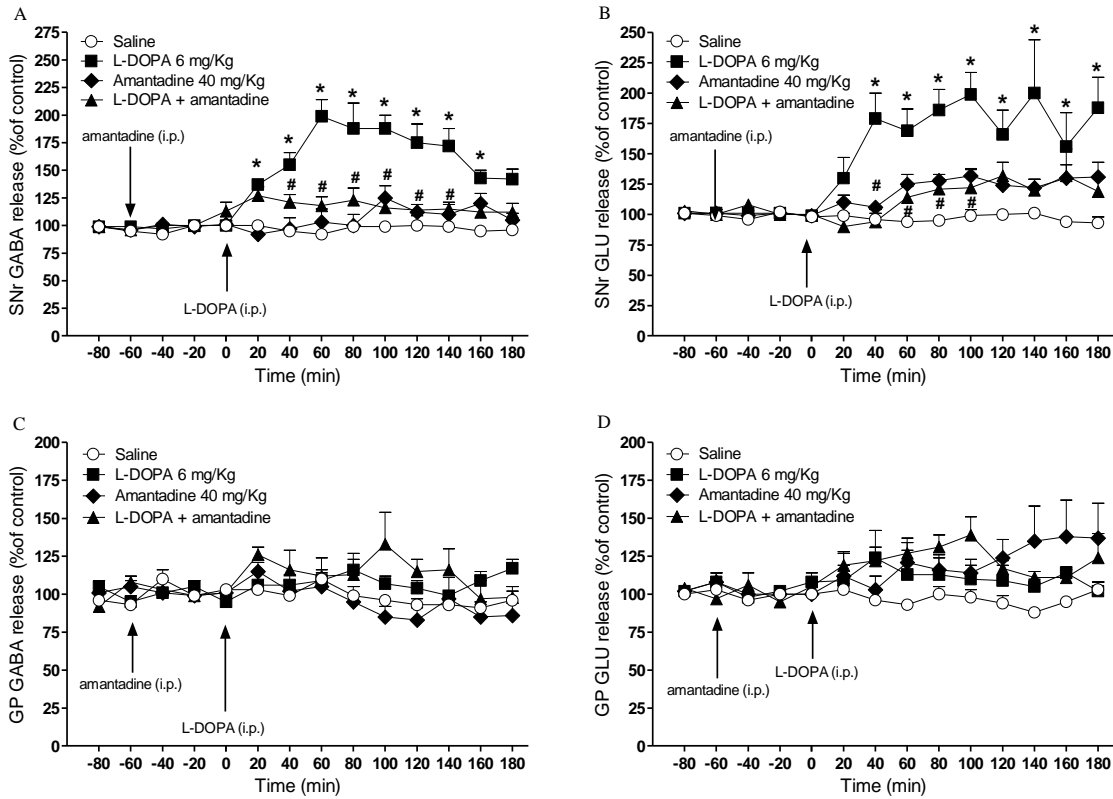 A
SNr GABA release (%of control)
275
250
225
200
175
150
125
100
75
50
25
0
Saline
L-DOPA 6 mg/Kg
Amantadine 40 mg/Kg
L-DOPA + amantadine
amantadine (i.p.)
* * * * * * * *
# # # # # #
L-DOPA (i.p.)
-80 -60 -40 -20 0 20 40 60 80 100 120 140 160 180
Time (min)
B
SNr GLU release (%of control)
250
225
200
175
150
125
100
75
50
25
0
Saline
L-DOPA 6 mg/Kg
Amantadine 40 mg/Kg
L-DOPA + amantadine
amantadine (i.p.)
* * * * * * * *
# # # #
L-DOPA (i.p.)
-80 -60 -40 -20 0 20 40 60 80 100 120 140 160 180
Time (min)
C
GP GABA release (%of control)
200
175
150
125
100
75
50
25
0
Saline
L-DOPA 6 mg/Kg
Amantadine 40 mg/Kg
L-DOPA + amantadine
amantadine (i.p.)
L-DOPA (i.p.)
-80 -60 -40 -20 0 20 40 60 80 100 120 140 160 180
Time (min)
D
GP GLU release (%of control)
200
175
150
125
100
75
50
25
0
Saline
L-DOPA 6 mg/Kg
Amantadine 40 mg/Kg
L-DOPA + amantadine
amantadine (i.p.)
L-DOPA (i.p.)
-80 -60 -40 -20 0 20 40 60 80 100 120 140 160 180
Time (min)